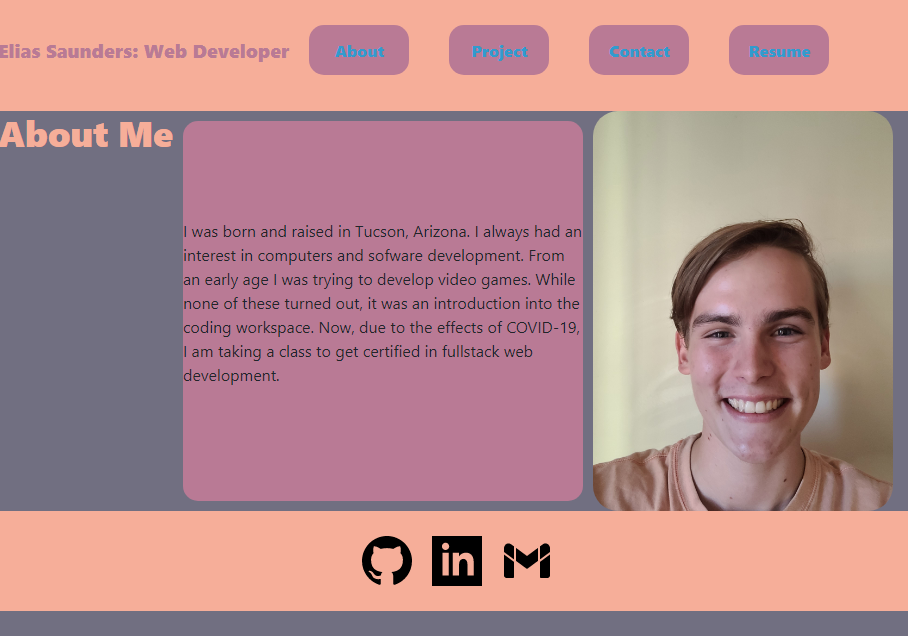 Elias Saunders: Web Developer
About
Project
Contact
Resume
About Me
I was born and raised in Tucson, Arizona. I always had an
interest in computers and sofware development. From
an early age I was trying to develop video games. While
none of these turned out, it was an introduction into the
coding workspace. Now, due to the effects of COVID-19,
I am taking a class to get certified in fullstack web
development.
in